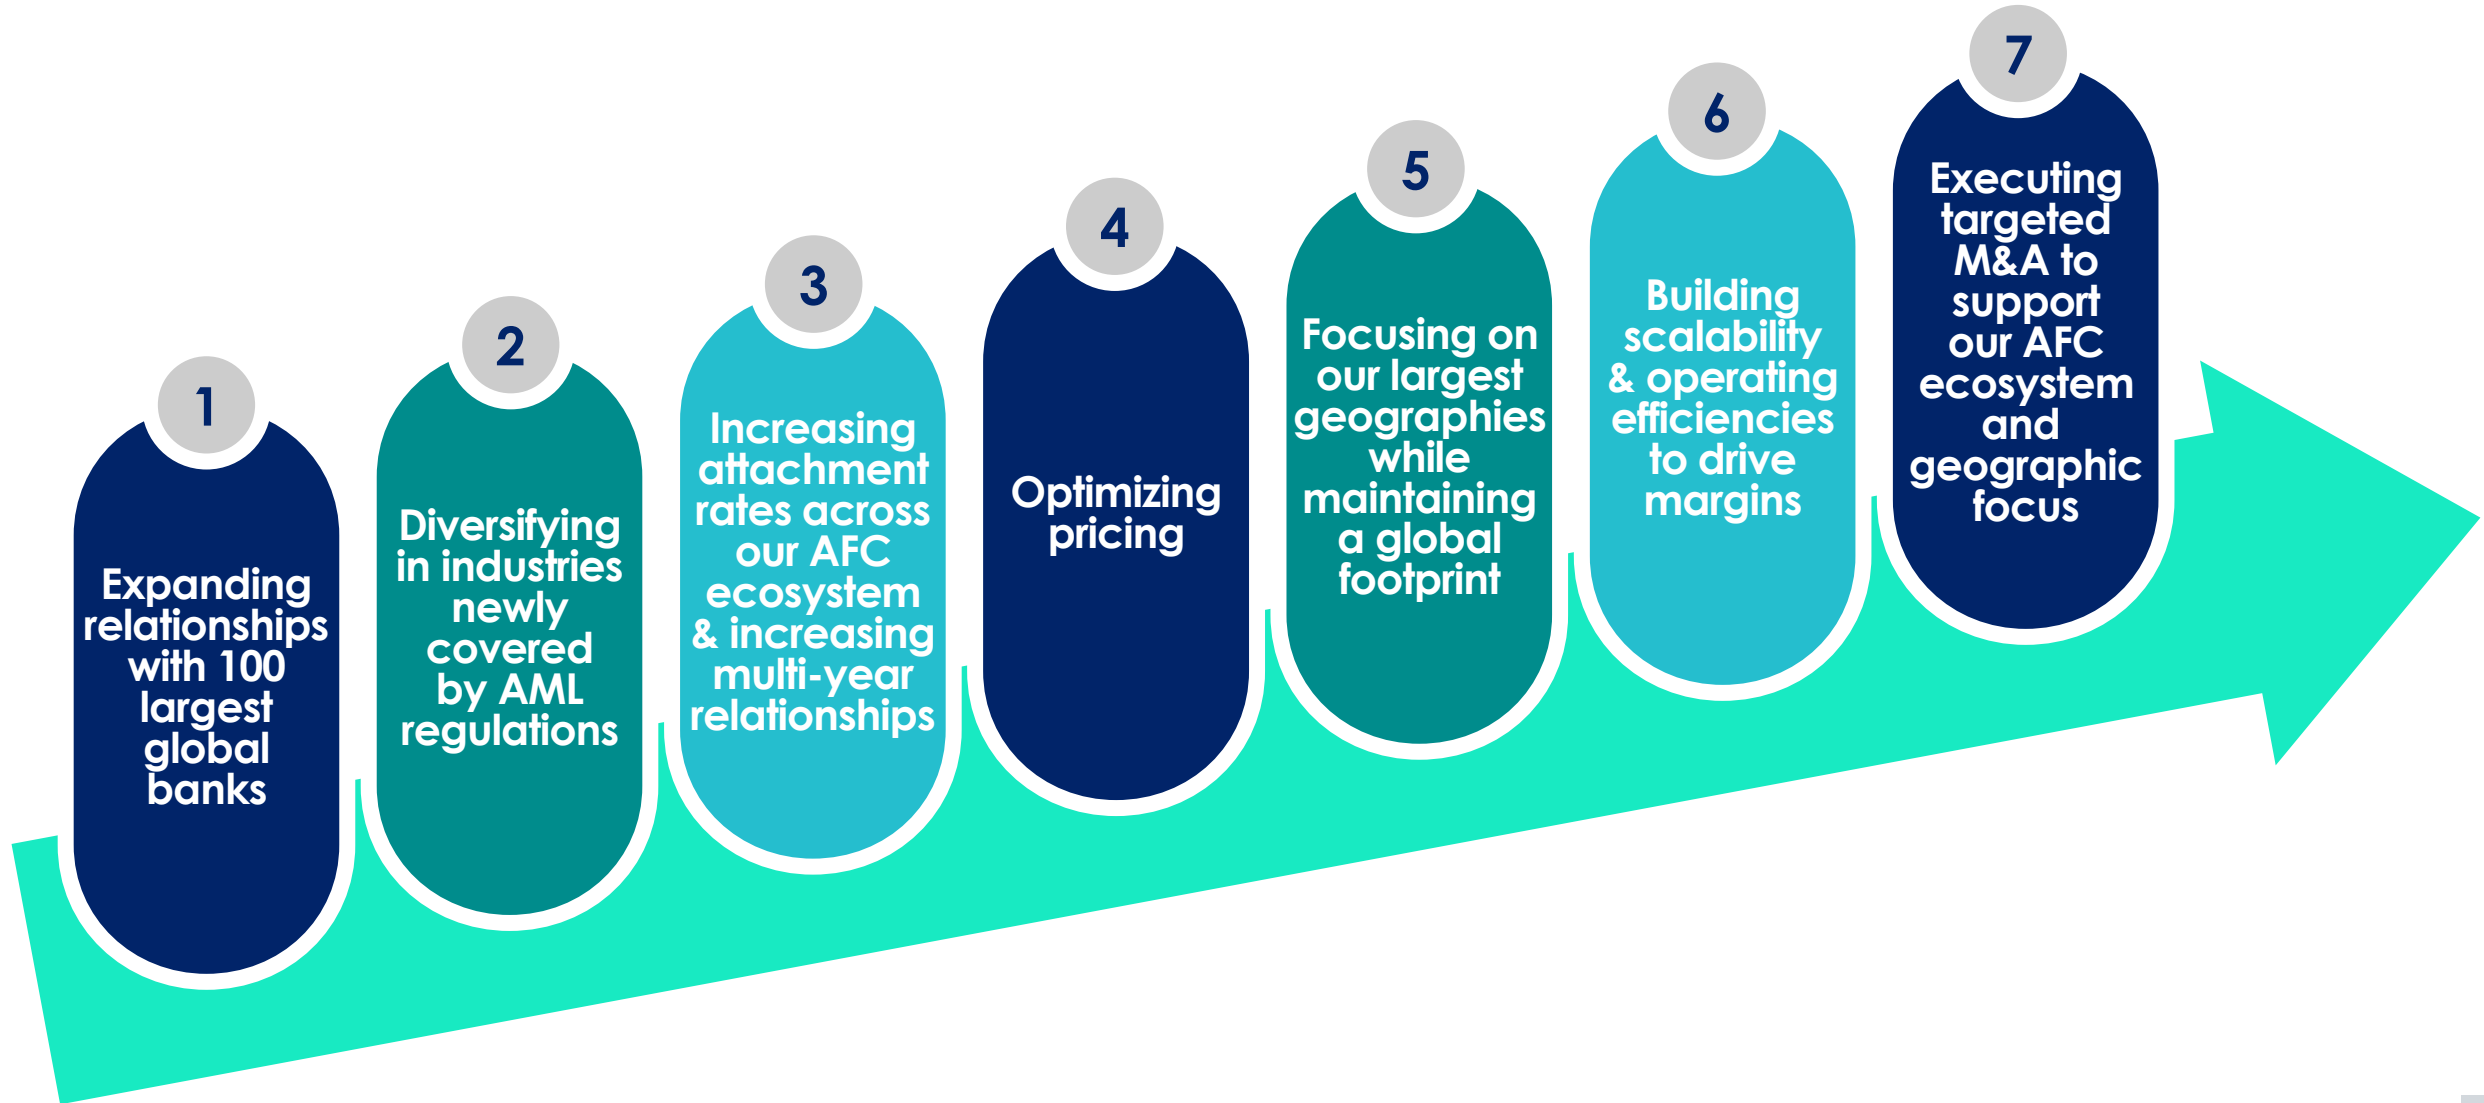 1
Expanding
relationships
with 100
largest
global
banks
2
Diversifying
in industries
newly
covered
by AML
regulations
3
Increasing
attachment
rates across
our AFC
ecosystem
& increasing
multi-year
relationships
4
Optimizing
pricing
5
Focusing on
our largest
geographies
while
maintaining
a global
footprint
6
Building
scalability
& operating
efficiencies
to drive
margins
7
Executing
targeted
M&A to
support
our AFC
ecosystem
and
geographic
focus